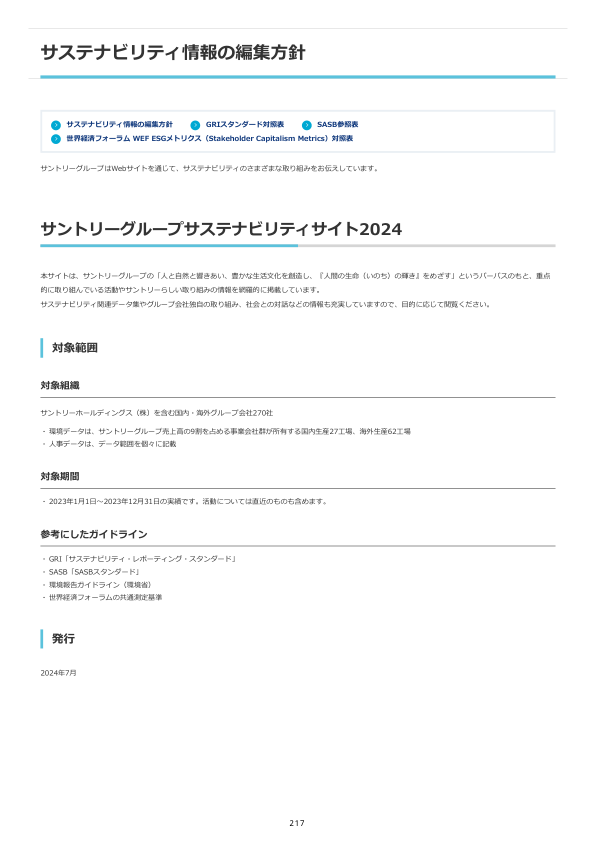 サステナビリティ情報の編集方針
サステナビリティ情報の編集方針 GRIスタンダード対照表 SASB参照表
世界経済フォーラム WEF ESGメトリクス（Stakeholder Capitalism Metrics）対照表
サントリーグループはWebサイトを通じて、サステナビリティのさまざまな取り組みをお伝えしています。
サントリーグループサステナビリティサイト2024
本サイトは、サントリーグループの「人と自然と響きあい、豊かな生活文化を創造し、『人間の生命（いのち）の輝き』をめざす」というパーパスのもと、重点
的に取り組んでいる活動やサントリーらしい取り組みの情報を網羅的に掲載しています。
サステナビリティ関連データ集やグループ会社独自の取り組み、社会との対話などの情報も充実していますので、目的に応じて閲覧ください。
対象範囲
対象組織
サントリーホールディングス（株）を含む国内・海外グループ会社270社
・環境データは、サントリーグループ売上高の9割を占める事業会社群が所有する国内生産27工場、海外生産62工場
・人事データは、データ範囲を個々に記載
対象期間
・2023年1月1日～2023年12月31日の実績です。活動については直近のものも含めます。
参考にしたガイドライン
・GRI「サステナビリティ・レポーティング・スタンダード」
・SASB「SASBスタンダード」
・環境報告ガイドライン（環境省）
・世界経済フォーラムの共通測定基準
発行
2024年7月
217